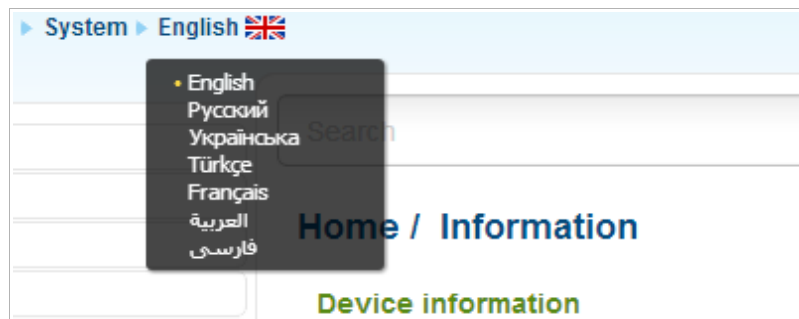 System English
English
Русский
Українська
Türkçe
Français
العربية
فارسی
Search
Home / Information
Device information